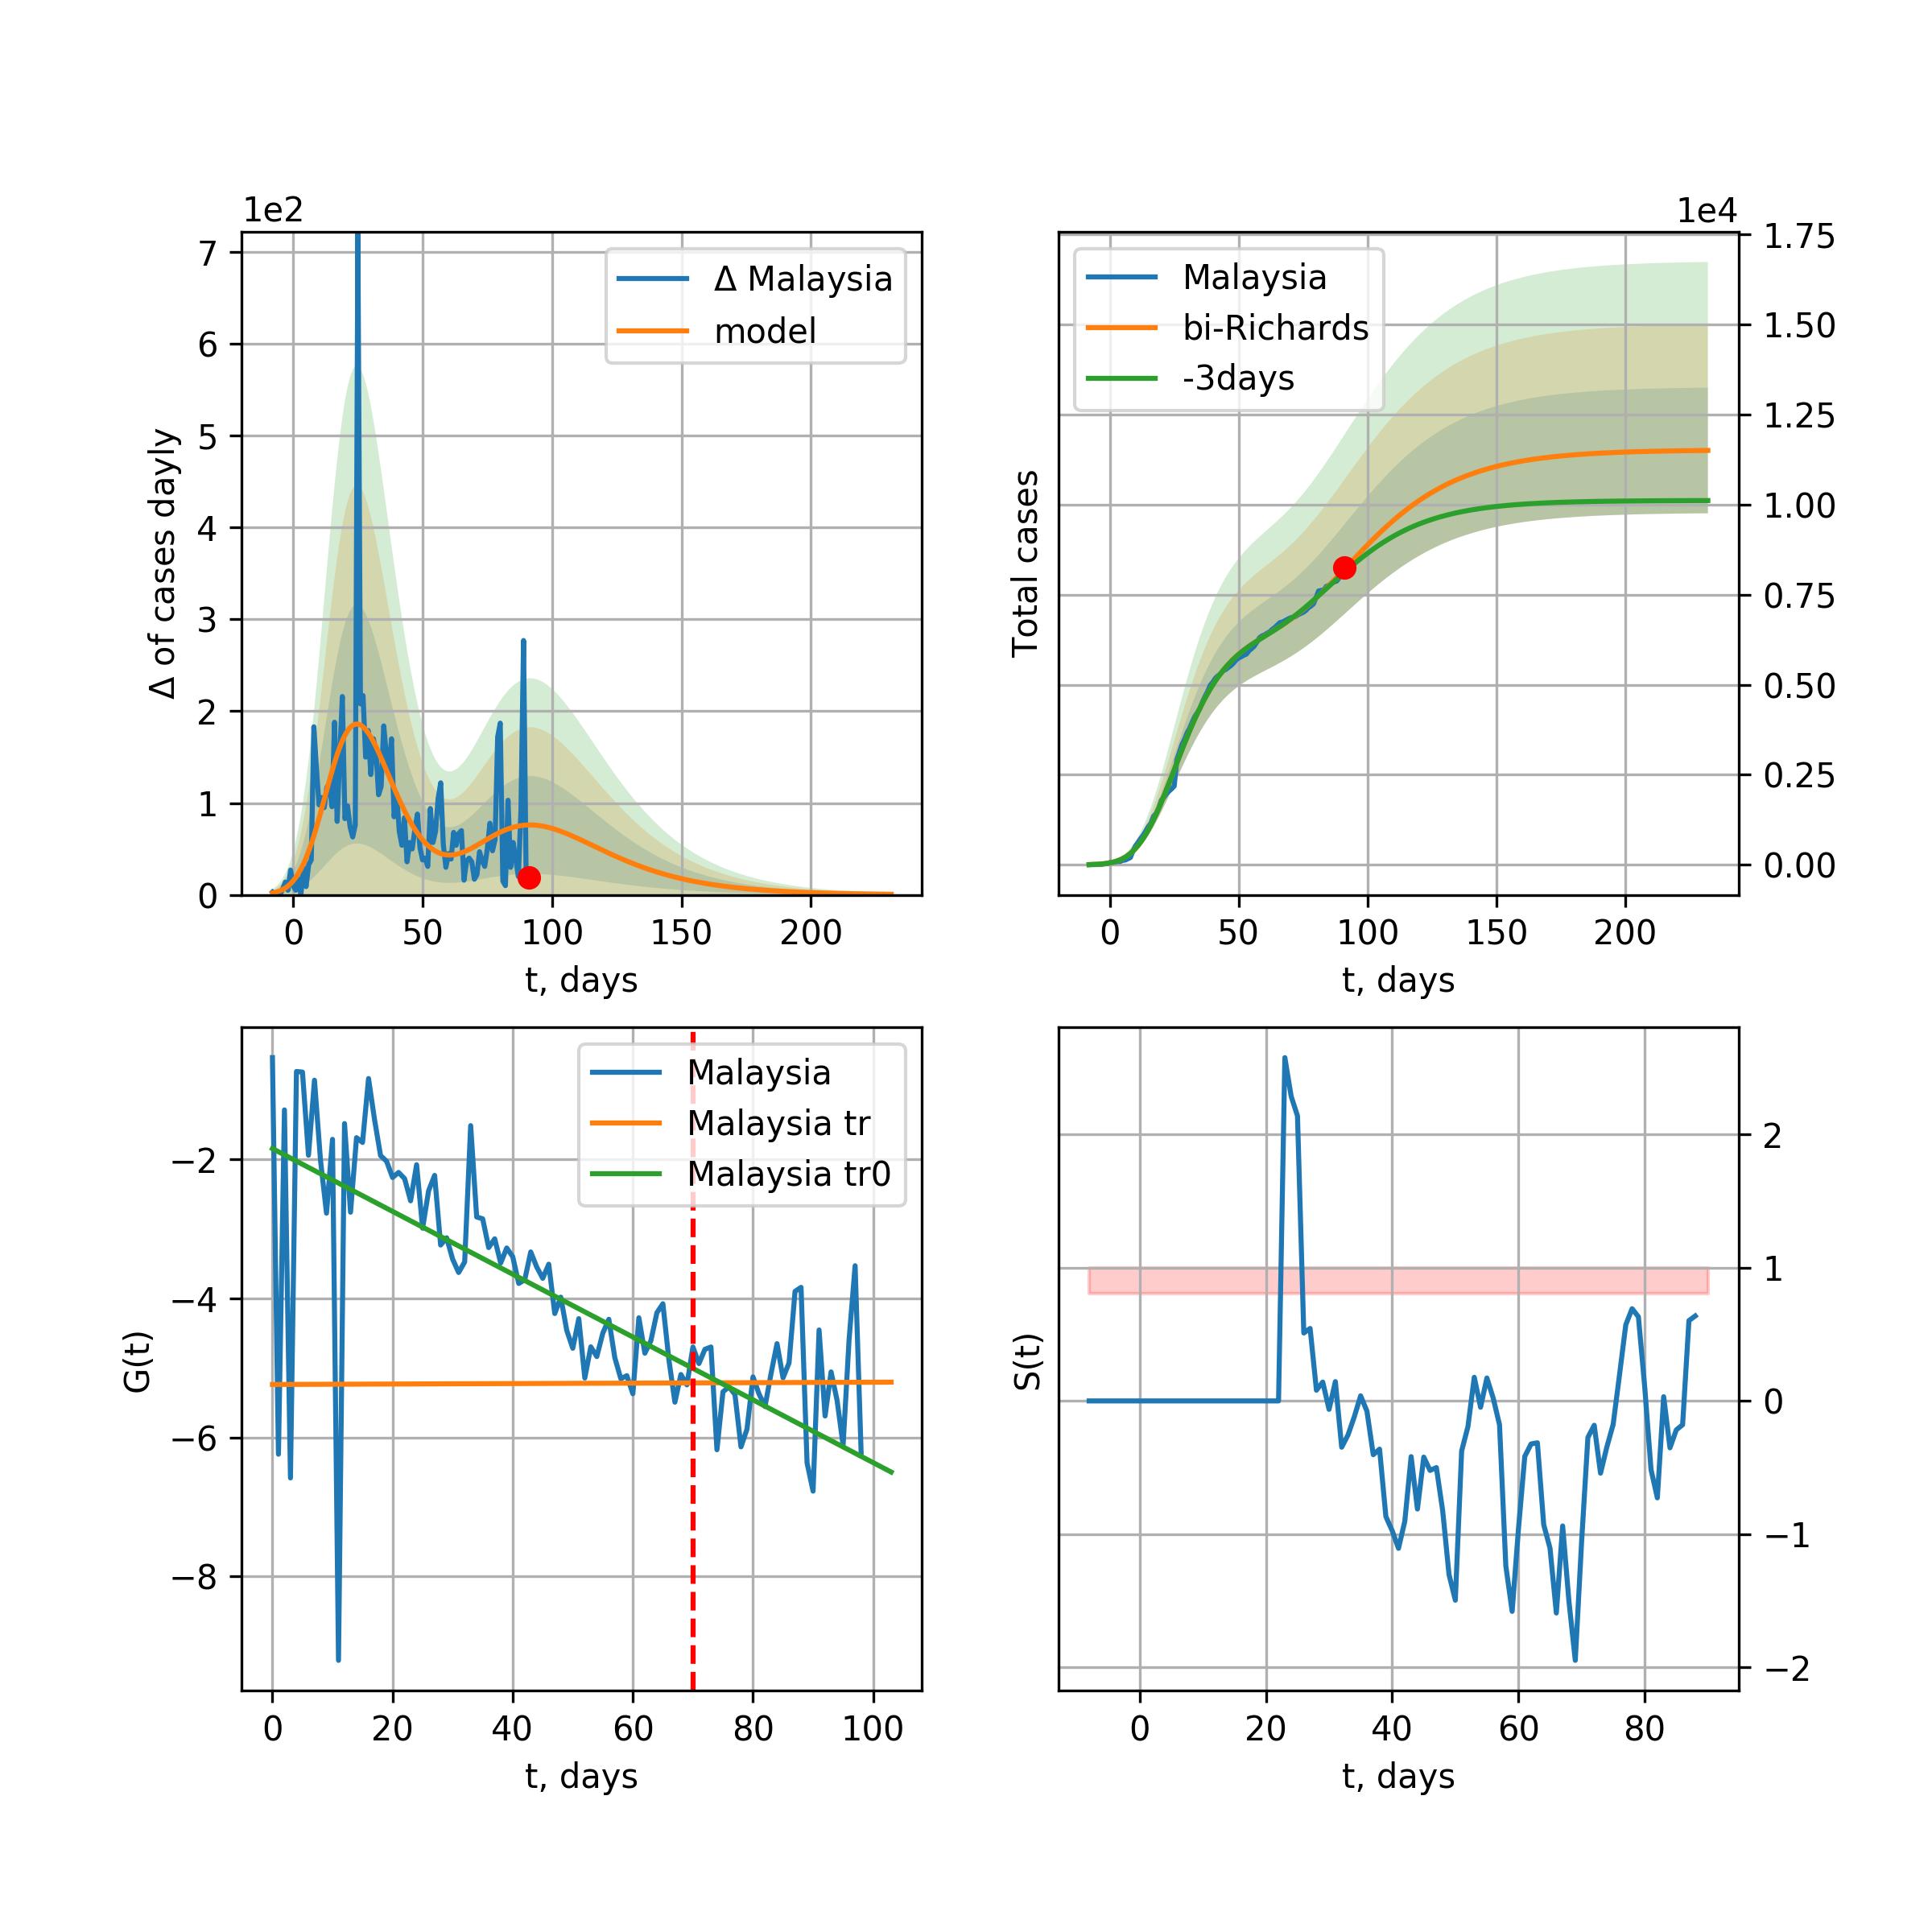 1e2
7
6
5
4
3
2
1
0
Δ of cases dayly
Δ Malaysia
model
0 50 100 150 200
t, days
1e4
1.75
1.50
1.25
1.00
0.75
0.50
0.25
0.00
Total cases
Malaysia
bi-Richards
-3days
0 50 100 150 200
t, days
−2
−4
−6
−8
G(t)
Malaysia
Malaysia tr
Malaysia tr0
0 20 40 60 80 100
t, days
2
1
0
−1
−2
S(t)
0 20 40 60 80
t, days